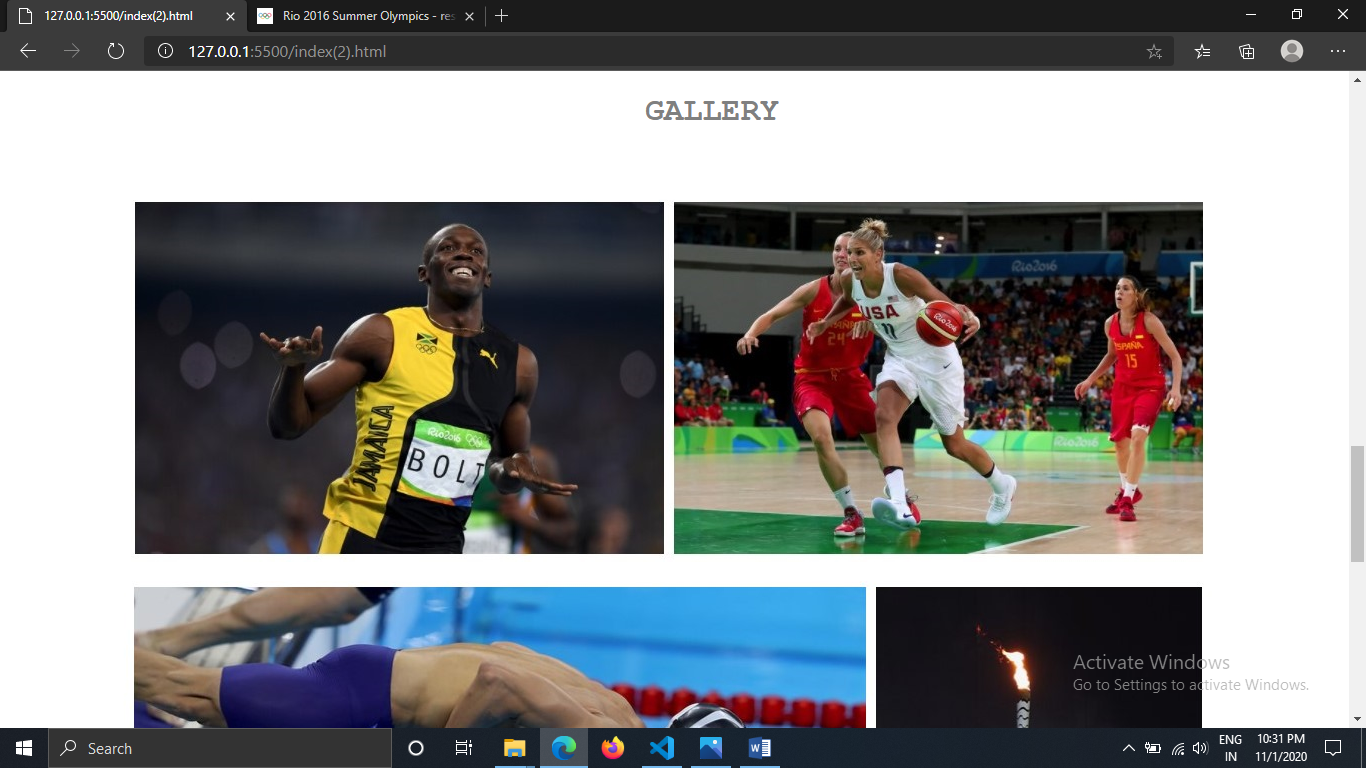 127.0.0.1:5500/index(2).html
Rio 2016 Summer Olympics - res
127.0.0.1:5500/index(2).html
GALLERY
JAMAICA
Rio2016
BOLT
Rio2016
USA
11
24
Rio2016
ESPAÑA
15
Rio2016
Activate Windows
Go to Settings to activate Windows.
Search
ENG
IN
10:31 PM
11/1/2020